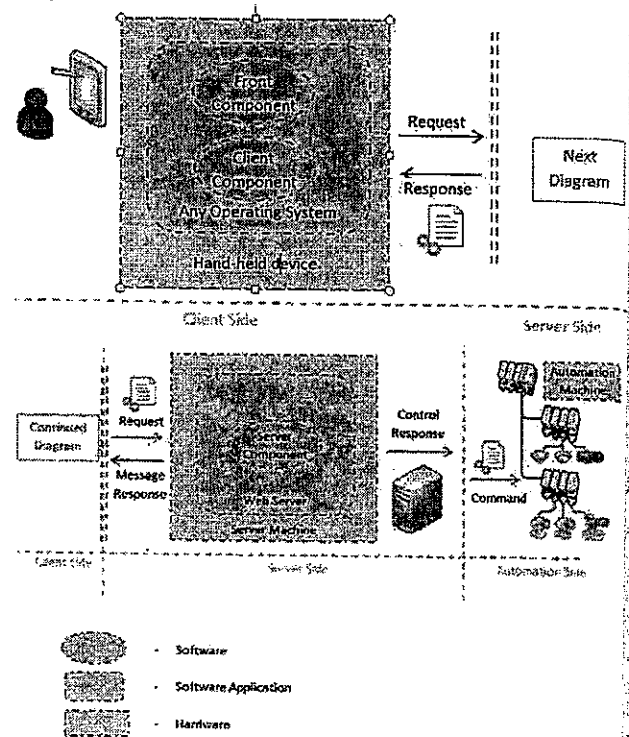 Front
Component
Client
Component
Any Operating System
Hand-held device
Request
Response
Next
Diagram
Client Side
Server Side
Continued
Diagram
Request
Message
Response
Server
Component
Web Server
Server Machine
Control
Response
Command
Automation
Machine
Client Side
Server Side
Automation Side
- Software
- Software Application
- Hardware